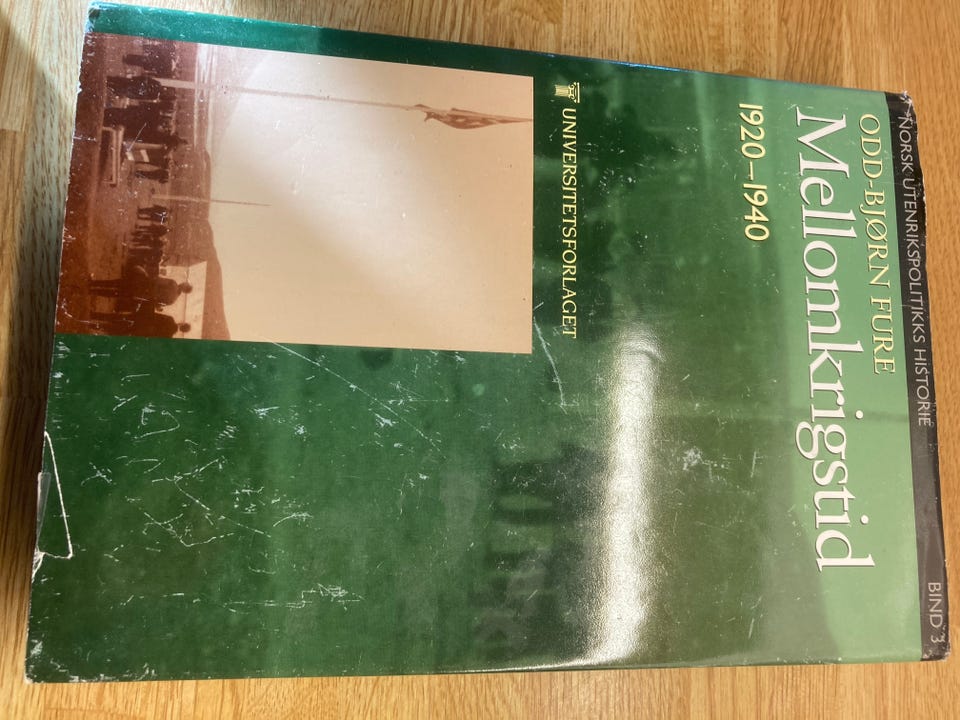 NORSK UTENRIKSPOLITIKKS HISTORIE BIND 3
ODD-BJØRN FURE
Mellomkrigstid
1920–1940
UNIVERSITETSFORLAGET